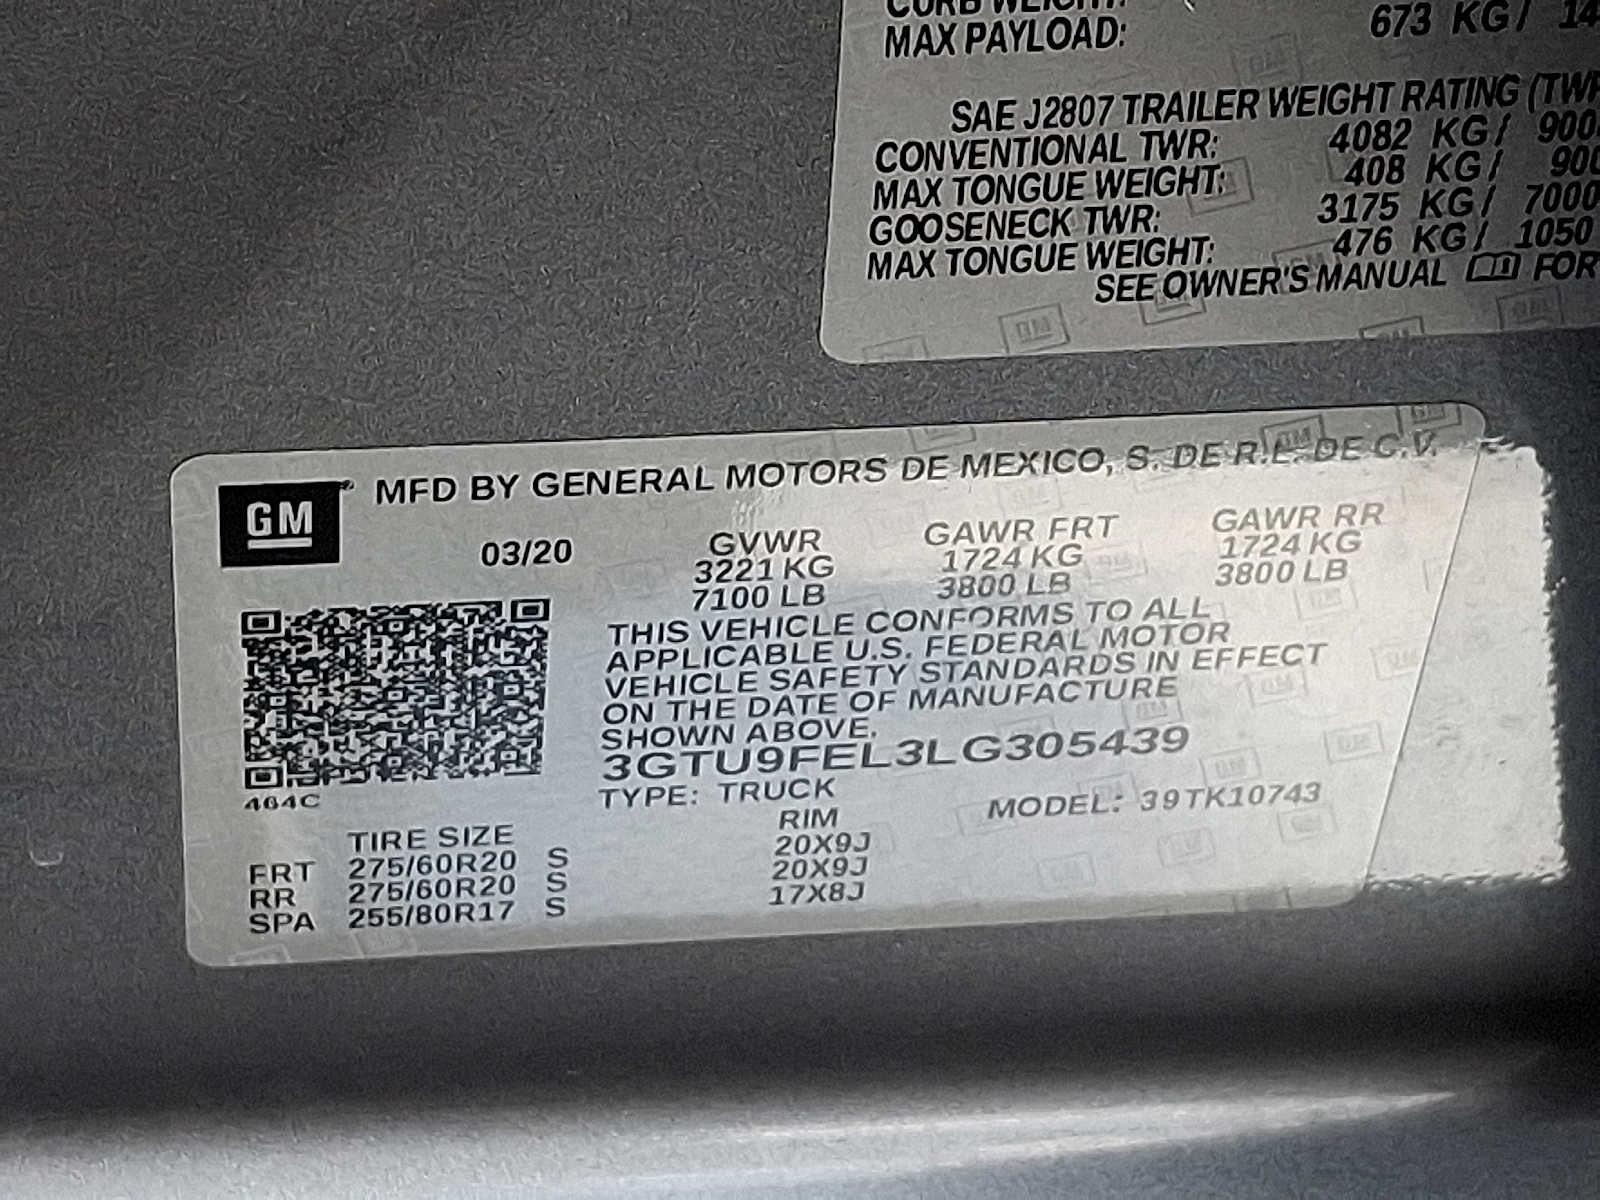 CURB WEIGHT:
MAX PAYLOAD: 673 KG/
SAE J2807 TRAILER WEIGHT RATING
CONVENTIONAL TWR: 4082 KG/
MAX TONGUE WEIGHT: 408 KG/
GOOSENECK TWR: 3175 KG/ 7000
MAX TONGUE WEIGHT: 476 KG/ 1050
SEE OWNER'S MANUAL FOR
GM
MFD BY GENERAL MOTORS DE MEXICO, S. DE R.L. DE C.V.
03/20 GVWR GAWR FRT GAWR RR
3221 KG 1724 KG 1724 KG
7100 LB 3800 LB 3800 LB
THIS VEHICLE CONFORMS TO ALL
APPLICABLE U.S. FEDERAL MOTOR
VEHICLE SAFETY STANDARDS IN EFFECT
ON THE DATE OF MANUFACTURE
SHOWN ABOVE.
3GTU9FEL3LG305439
464C
TYPE: TRUCK MODEL: 39TK10743
TIRE SIZE RIM
FRT 275/60R20 S 20X9J
RR 275/60R20 S 20X9J
SPA 255/80R17 S 17X8J